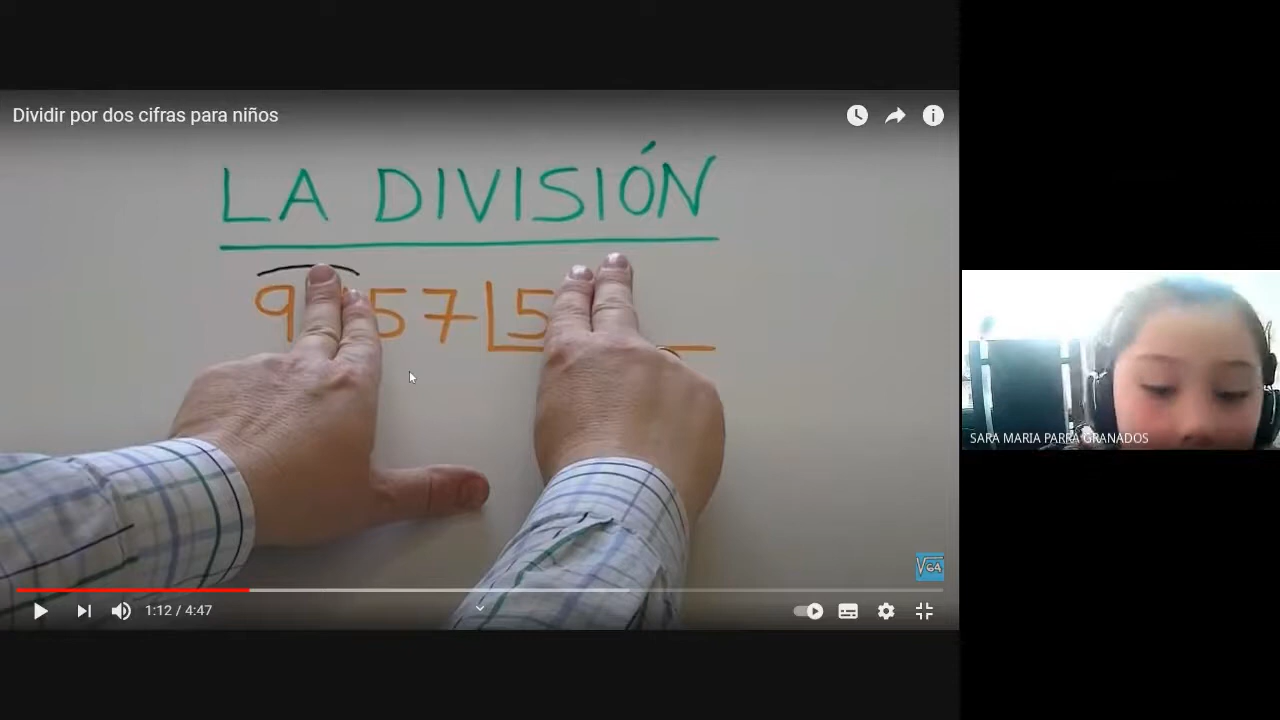 Dividir por dos cifras para niños
LA DIVISIÓN
9 57 5
SARA MARIA PARRA GRANADOS
VGA
1:12 / 4:47